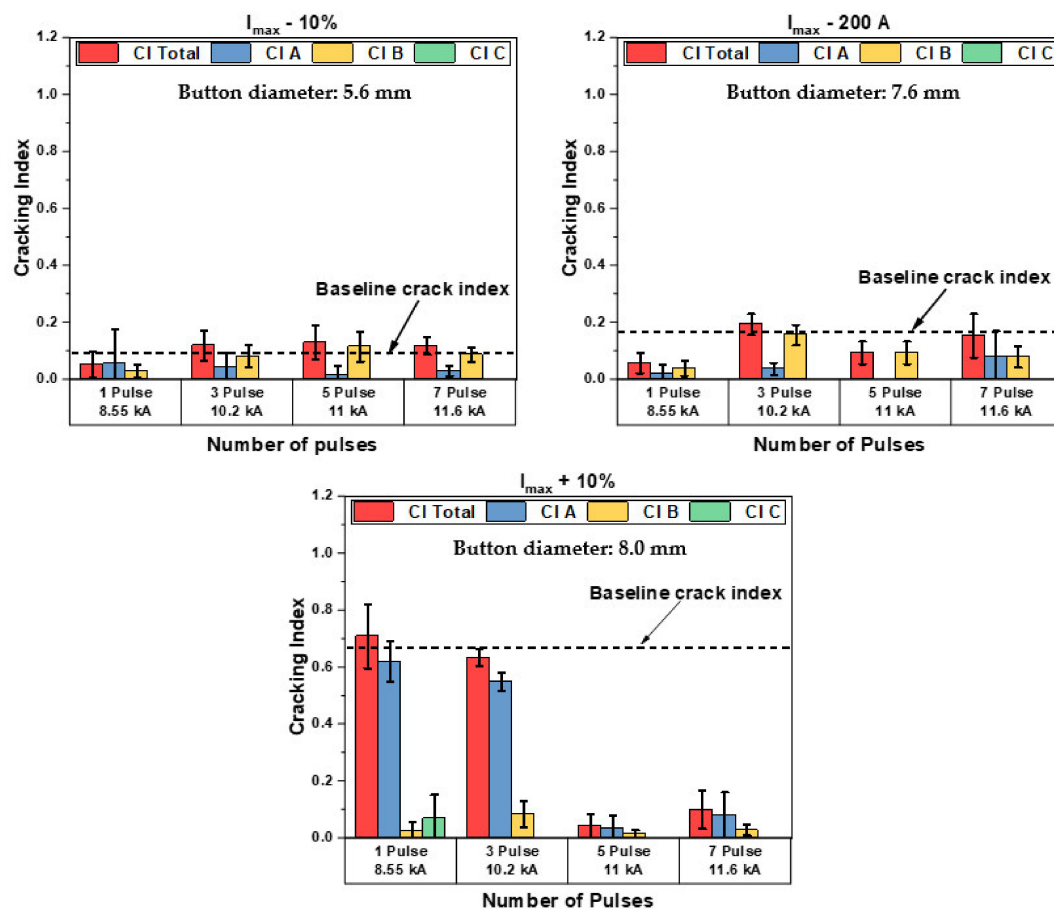 I_max - 10%
CI Total CI A CI B CI C
Button diameter: 5.6 mm
Cracking Index
1.2
1.0
0.8
0.6
0.4
0.2
0.0
Baseline crack index
1 Pulse 3 Pulse 5 Pulse 7 Pulse
8.55 kA 10.2 kA 11 kA 11.6 kA
Number of pulses
I_max - 200 A
CI Total CI A CI B CI C
Button diameter: 7.6 mm
Cracking Index
1.2
1.0
0.8
0.6
0.4
0.2
0.0
Baseline crack index
1 Pulse 3 Pulse 5 Pulse 7 Pulse
8.55 kA 10.2 kA 11 kA 11.6 kA
Number of Pulses
I_max + 10%
CI Total CI A CI B CI C
Button diameter: 8.0 mm
Cracking Index
1.2
1.0
0.8
0.6
0.4
0.2
0.0
Baseline crack index
1 Pulse 3 Pulse 5 Pulse 7 Pulse
8.55 kA 10.2 kA 11 kA 11.6 kA
Number of Pulses